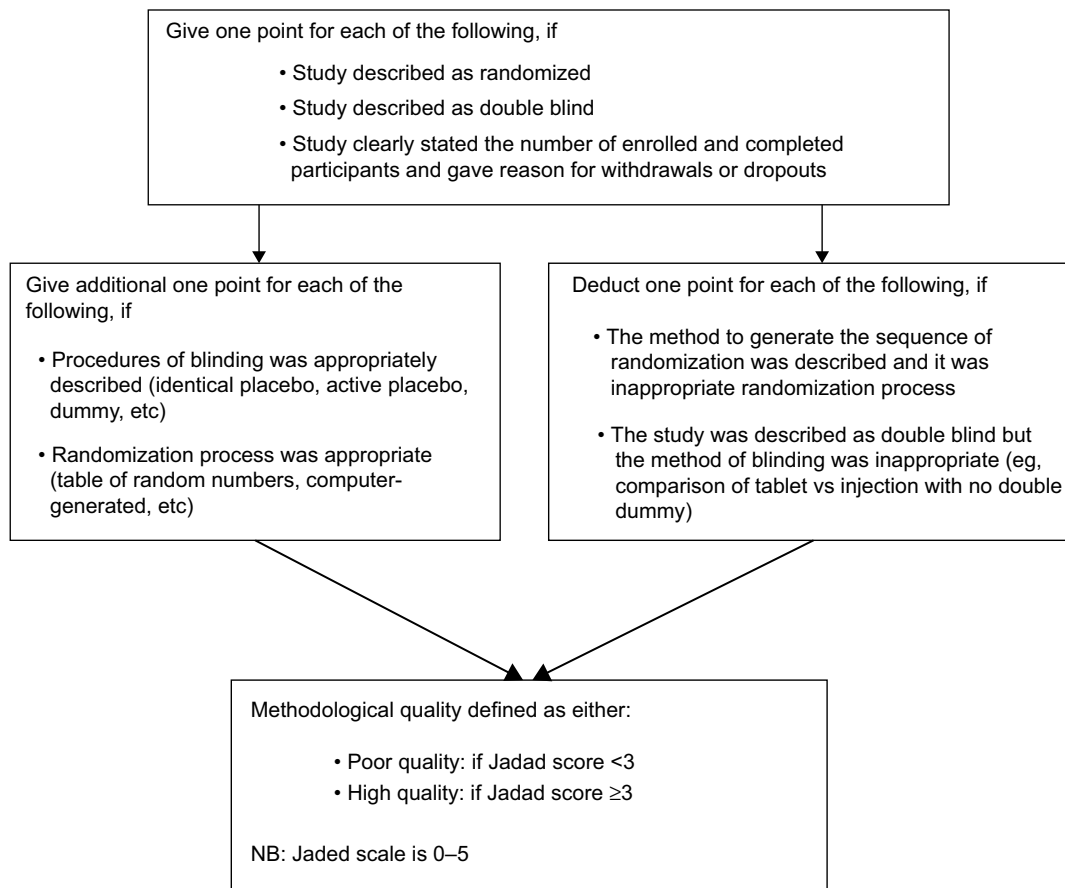 Give one point for each of the following, if
• Study described as randomized
• Study described as double blind
• Study clearly stated the number of enrolled and completed
participants and gave reason for withdrawals or dropouts
Give additional one point for each of the
following, if
• Procedures of blinding was appropriately
described (identical placebo, active placebo,
dummy, etc)
• Randomization process was appropriate
(table of random numbers, computer-
generated, etc)
Deduct one point for each of the following, if
• The method to generate the sequence of
randomization was described and it was
inappropriate randomization process
• The study was described as double blind but
the method of blinding was inappropriate (eg,
comparison of tablet vs injection with no double
dummy)
Methodological quality defined as either:
• Poor quality: if Jadad score <3
• High quality: if Jadad score ≥3
NB: Jaded scale is 0–5